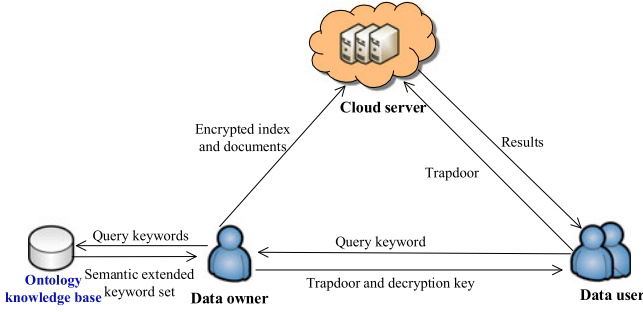 Cloud server
Encrypted index
and documents
Results
Trapdoor
Query keywords
Query keyword
Semantic extended
keyword set
Ontology
knowledge base
Data owner
Trapdoor and decryption key
Data user